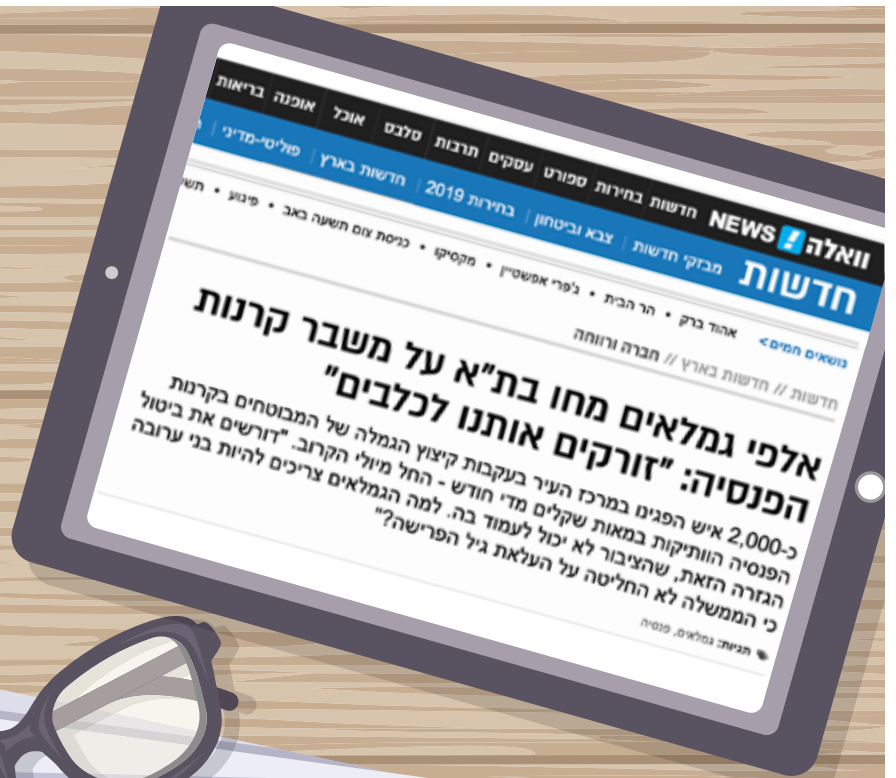 וואלה! NEWS חדשות בחירות ספורט עסקים תרבות סלבס אוכל אופנה בריאות
חדשות מבזקי חדשות | צבא וביטחון | בחירות 2019 | חדשות בארץ | פוליטי-מדיני |
נושאים חמים> אהוד ברק • הר הבית • ג'פרי אפשטיין • מקסיקו • כניסת צום תשעה באב • פיגוע •
חדשות // חדשות בארץ // חברה ורווחה
אלפי גמלאים מחו בת"א על משבר קרנות
הפנסיה: "זורקים אותנו לכלבים"
כ-2,000 איש הפגינו במרכז העיר בעקבות קיצוץ הגמלה של המבוטחים בקרנות
הפנסיה הוותיקות במאות שקלים מדי חודש - החל מיולי הקרוב. "דורשים את ביטול
הגזרה הזאת, שהציבור לא יכול לעמוד בה. למה הגמלאים צריכים להיות בני ערובה
כי הממשלה לא החליטה על העלאת גיל הפרישה?"
תגיות: גמלאים, פנסיה